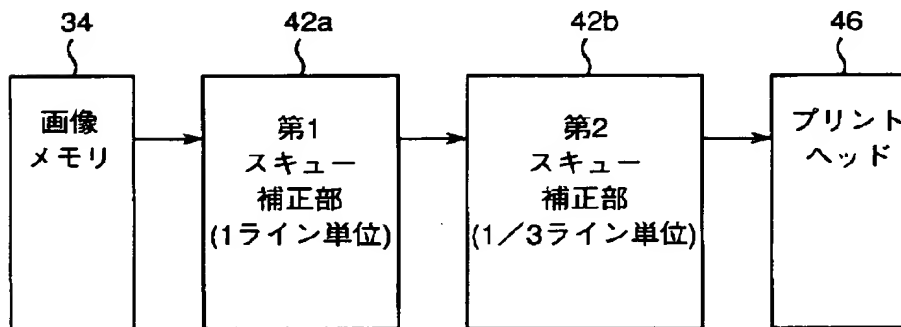 34
42a
42b
46
画像
メモリ
第1
スキュー
補正部
(1ライン単位)
第2
スキュー
補正部
(1／3ライン単位)
プリント
ヘッド